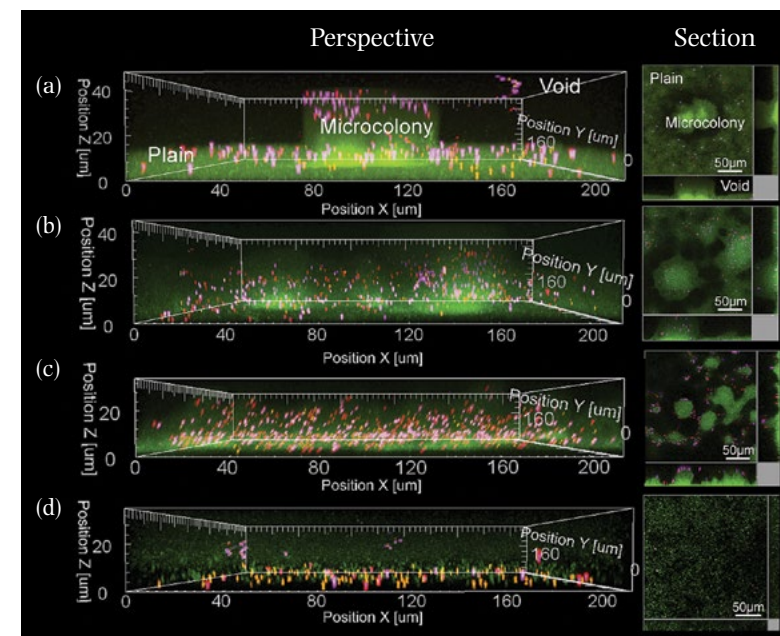 Perspective Section
(a)
Position Z [um]
40
20
0
Void
Microcolony
Plain
Position Y [um]
160
0
0 40 80 120 160 200
Position X [um]
Plain
Microcolony
50μm
Void
(b)
Position Z [um]
40
20
0
Position Y [um]
160
0
0 40 80 120 160 200
Position X [um]
50μm
(c)
Position Z [um]
20
0
Position Y [um]
160
0
0 40 80 120 160 200
Position X [um]
50μm
(d)
Position Z [um]
20
0
Position Y [um]
160
0
0 40 80 120 160 200
Position X [um]
50μm